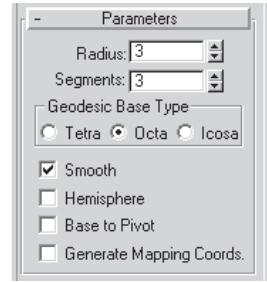 - Parameters
Radius: 3
Segments: 3
Geodesic Base Type
Tetra Octa Icosa
Smooth
Hemisphere
Base to Pivot
Generate Mapping Coords.